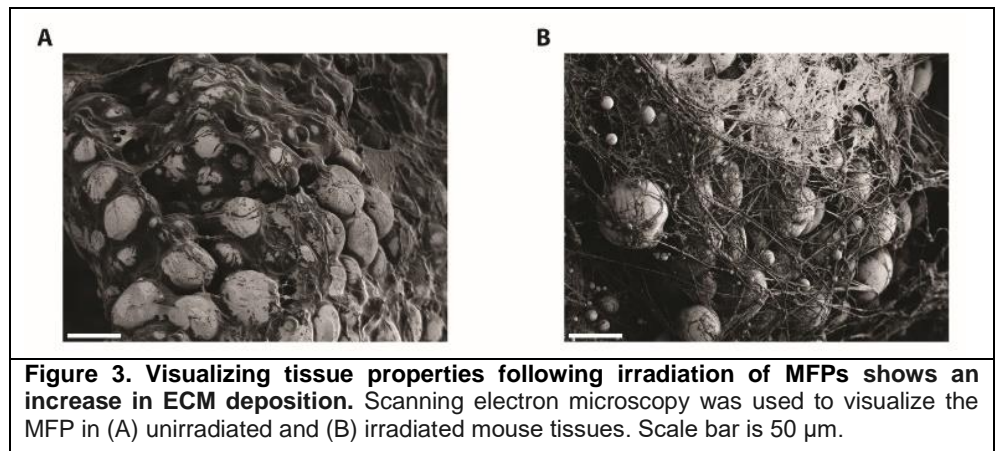 A B
Figure 3. Visualizing tissue properties following irradiation of MFPs shows an
increase in ECM deposition. Scanning electron microscopy was used to visualize the
MFP in (A) unirradiated and (B) irradiated mouse tissues. Scale bar is 50 µm.